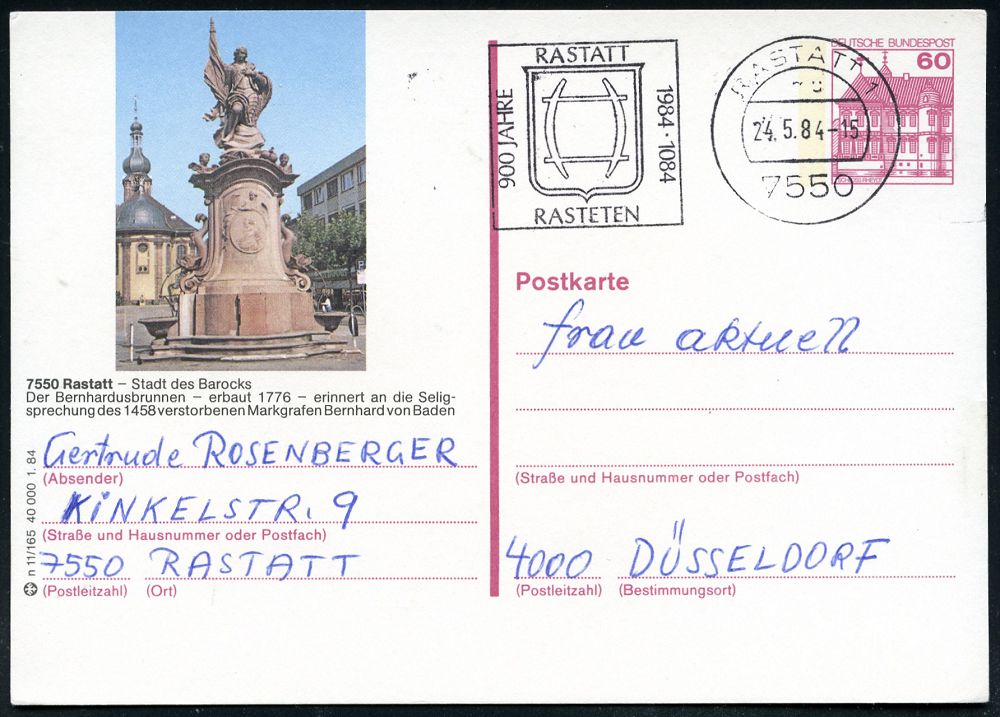 7550 Rastatt – Stadt des Barocks
Der Bernhardusbrunnen – erbaut 1776 – erinnert an die Selig-
sprechung des 1458 verstorbenen Markgrafen Bernhard von Baden
Gertrude ROSENBERGER
(Absender)
KINKELSTR. 9
(Straße und Hausnummer oder Postfach)
7550 RASTATT
(Postleitzahl) (Ort)
n 11/165 40 000 1. 84
RASTATT
900 JAHRE
1984 · 1084
RASTETEN
RASTATT 1
24.5.84-15
7550
DEUTSCHE BUNDESPOST
60
SCHLOSS RHEYDT
Postkarte
frau aktuell
(Straße und Hausnummer oder Postfach)
4000 DÜSSELDORF
(Postleitzahl) (Bestimmungsort)